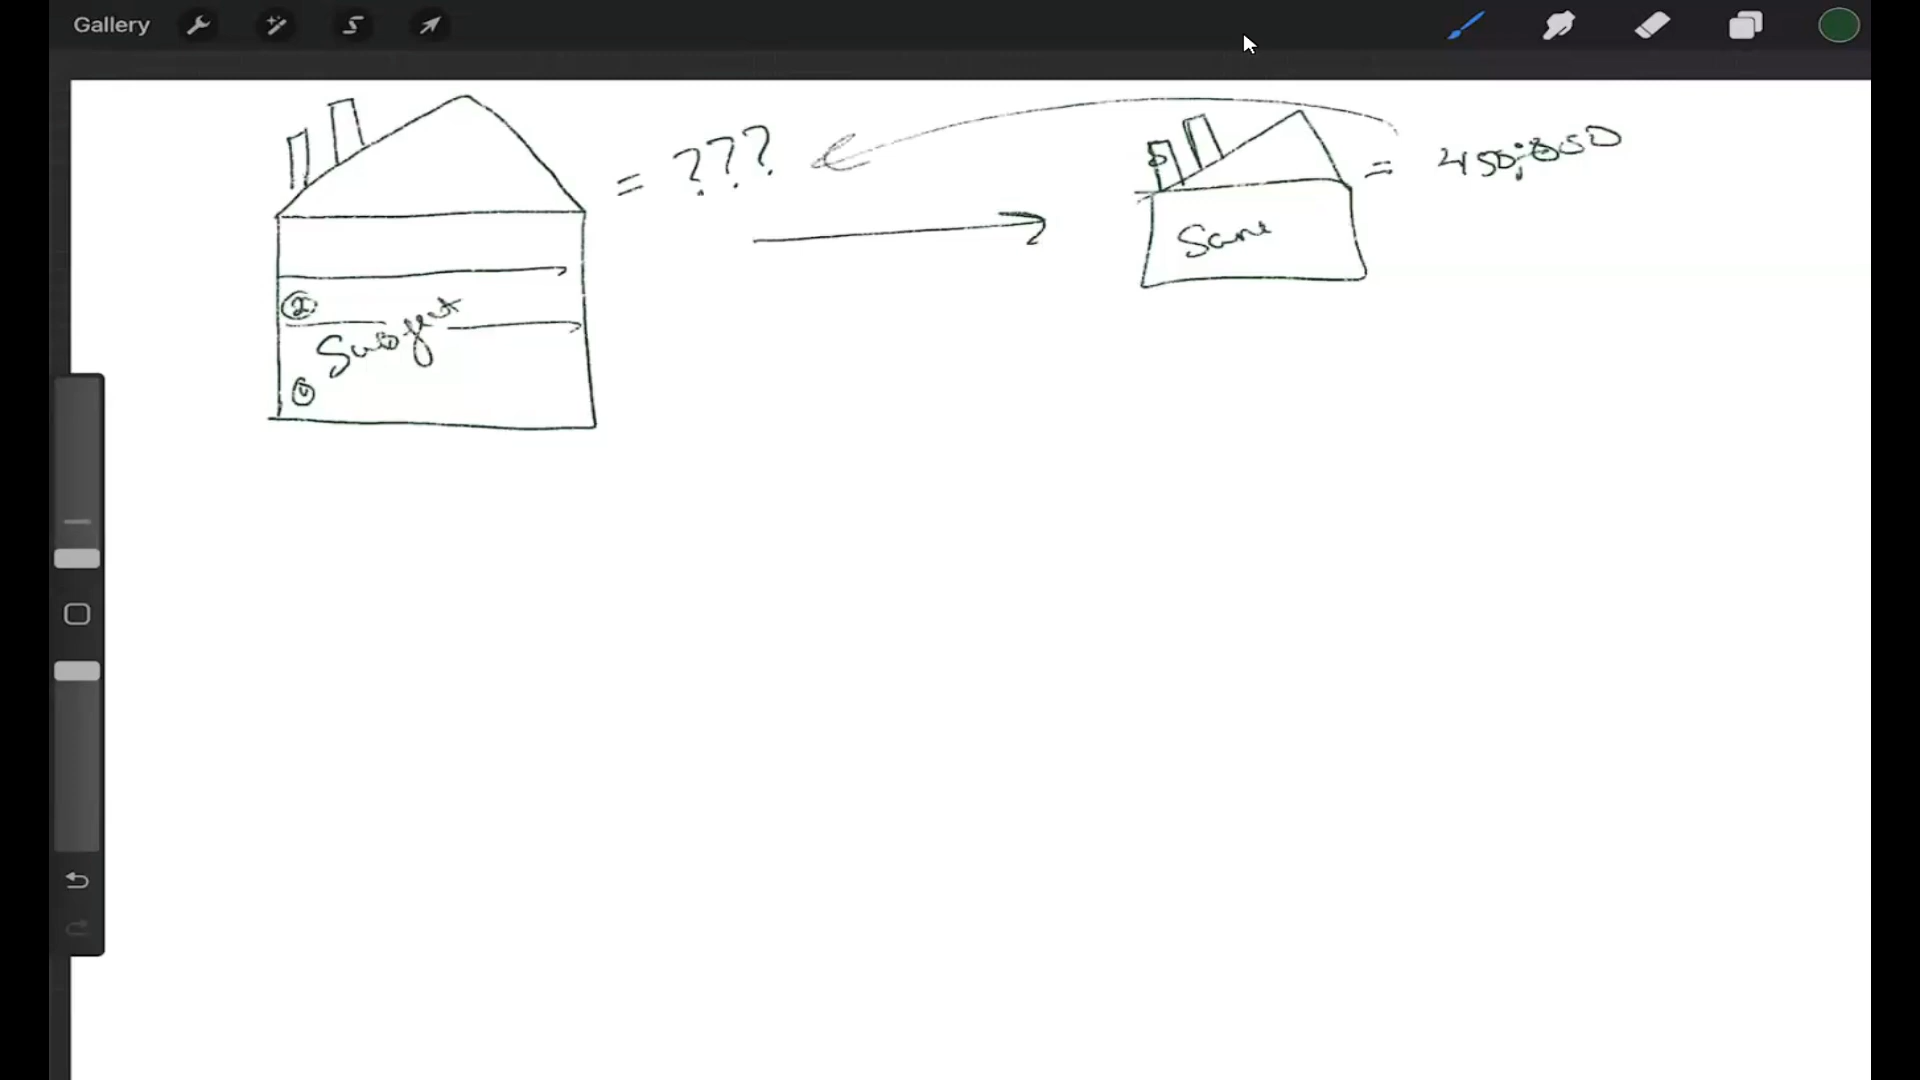 Gallery
= ???
= 450,000
Same
②
Subject
①